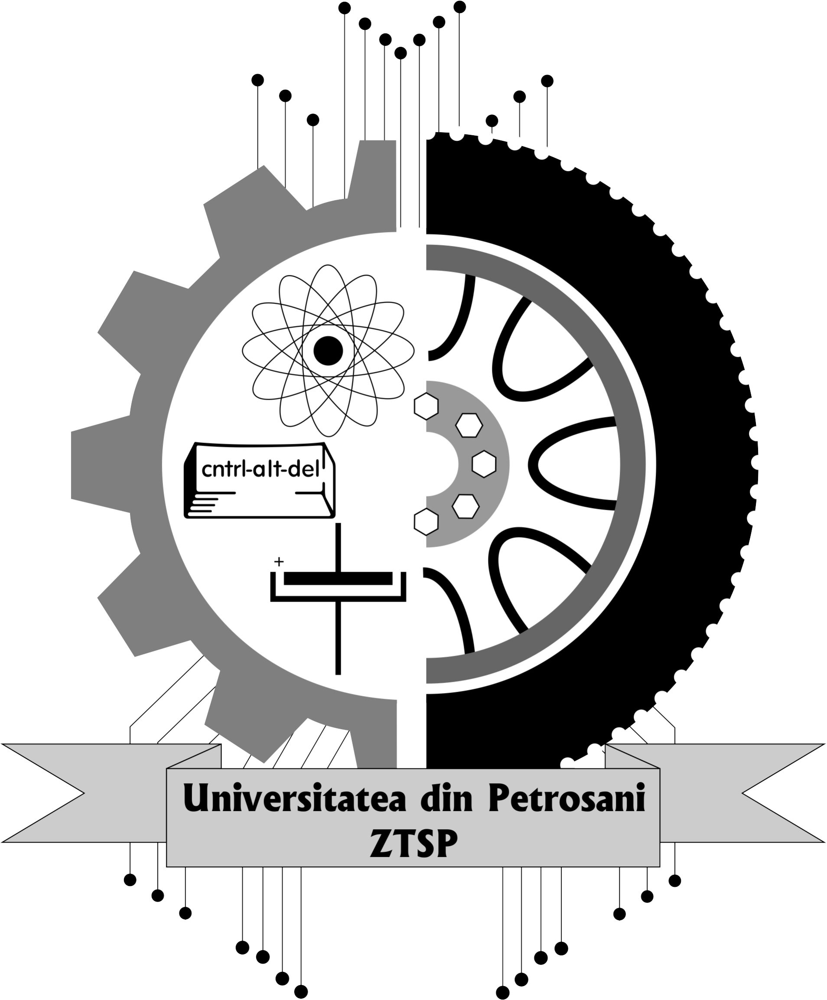 cntrl-alt-del
+
Universitatea din Petrosani
ZTSP